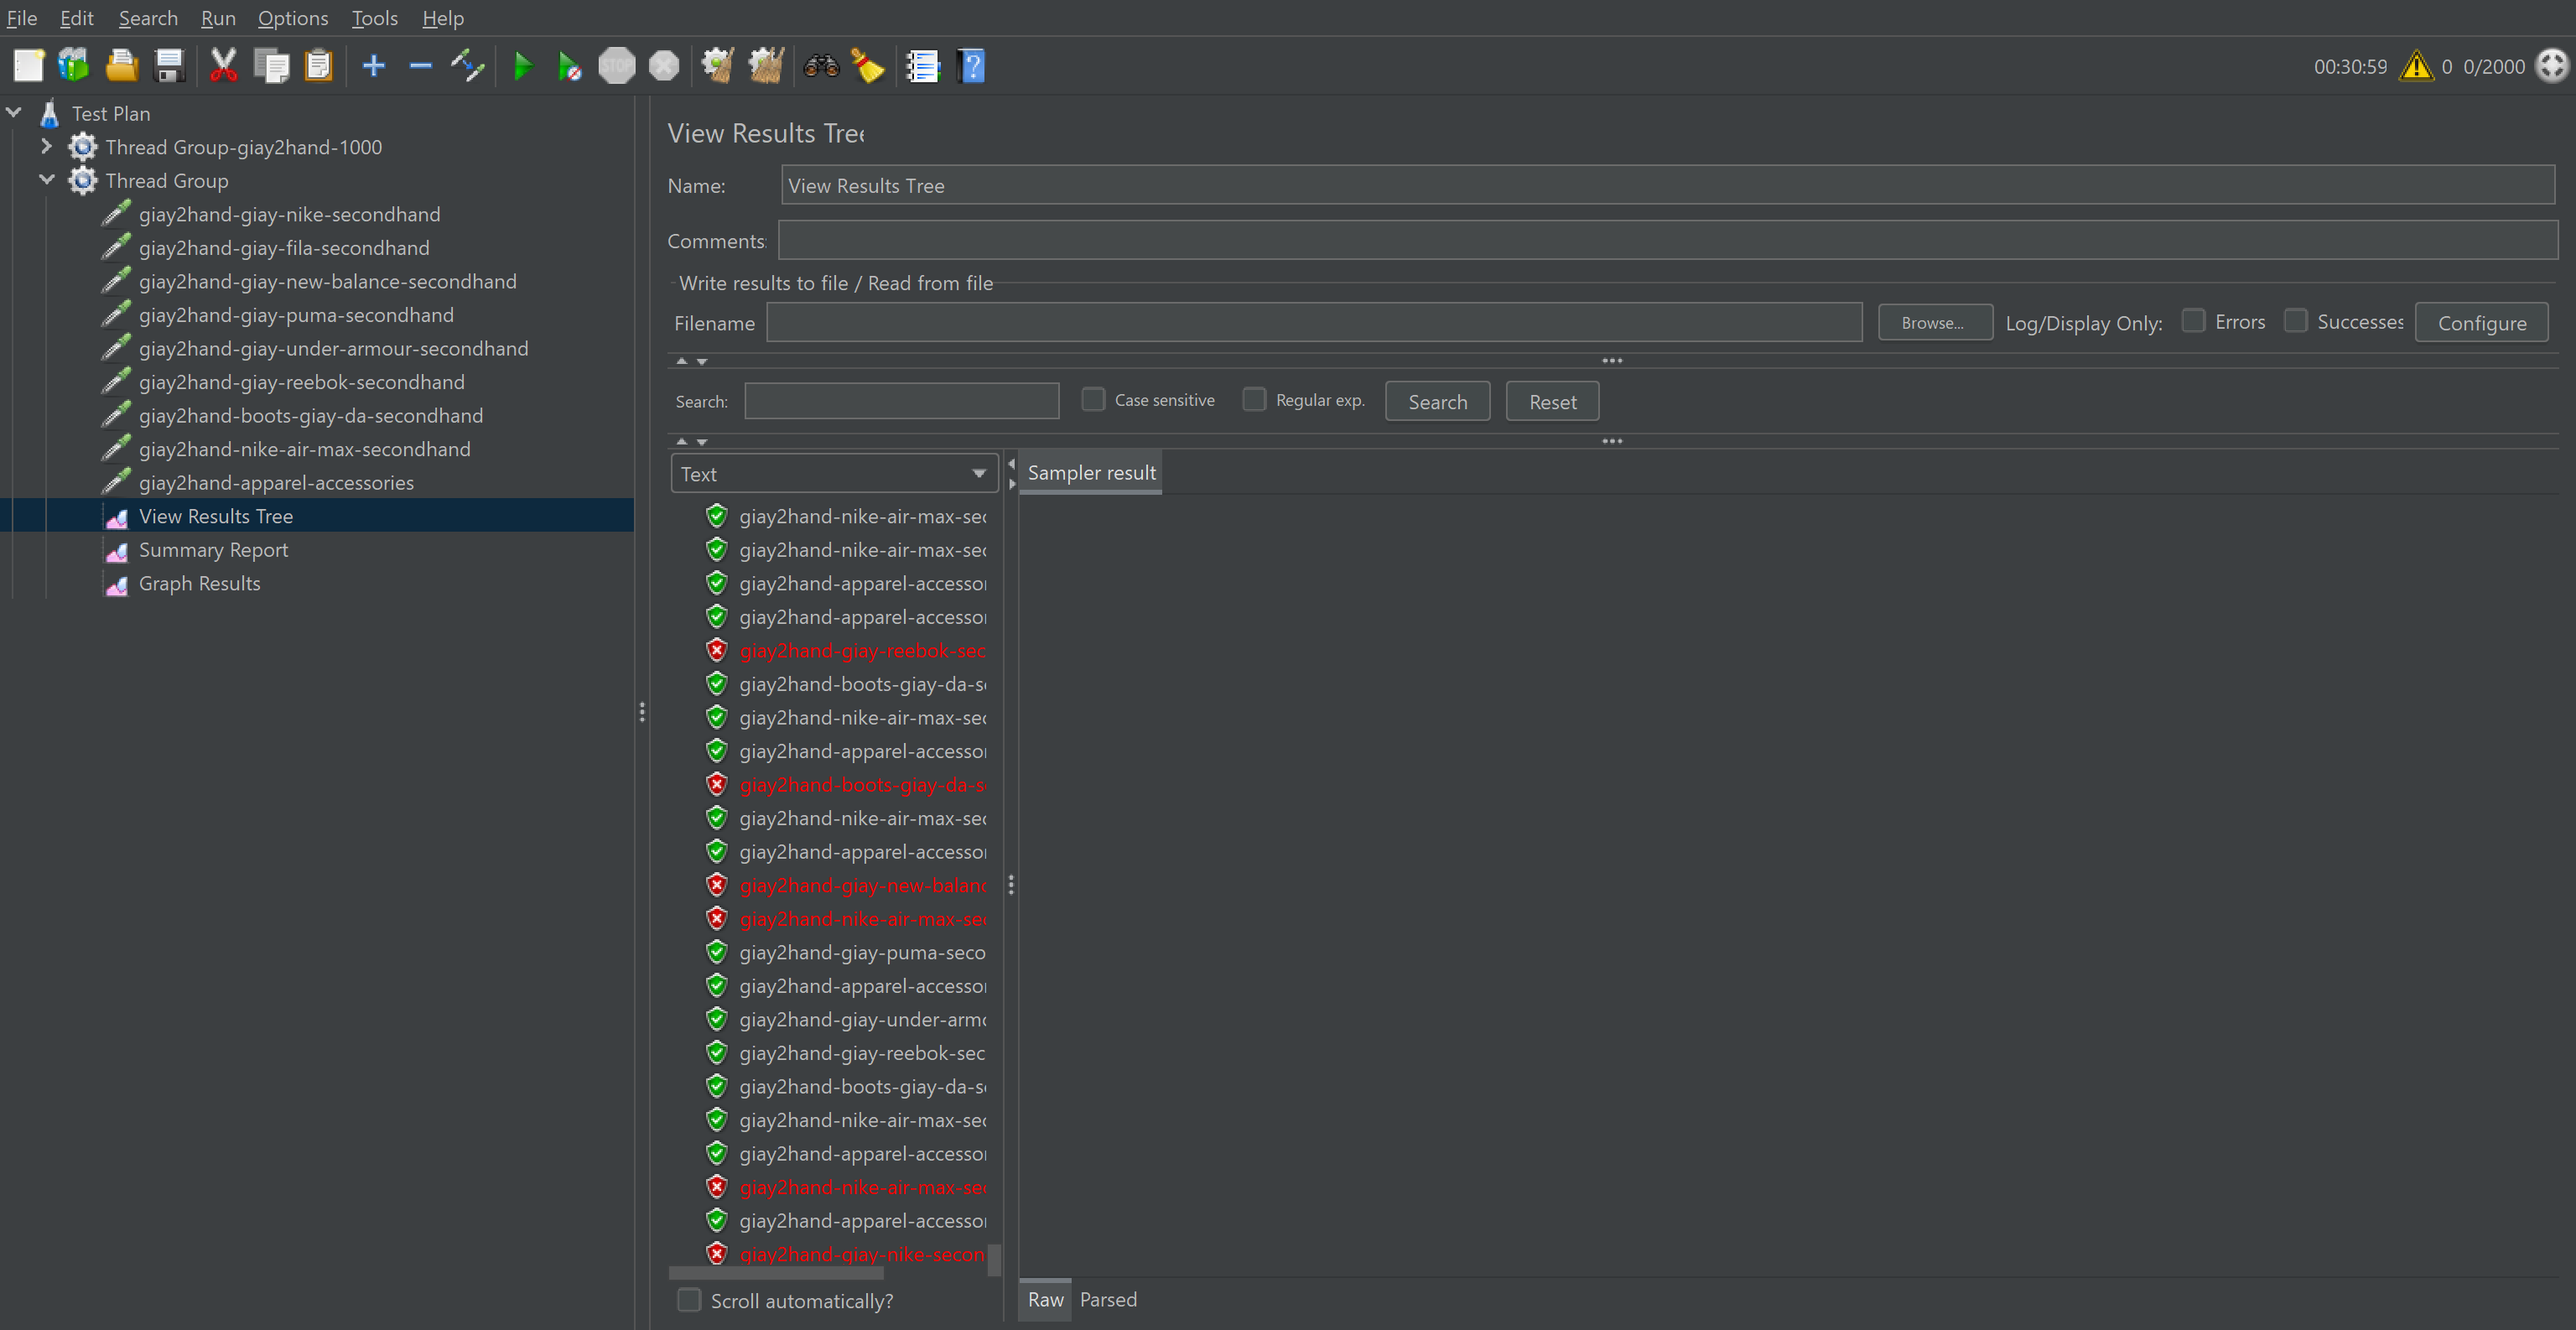 File Edit Search Run Options Tools Help
STOP
00:30:59 0 0/2000
Test Plan
Thread Group-giay2hand-1000
Thread Group
giay2hand-giay-nike-secondhand
giay2hand-giay-fila-secondhand
giay2hand-giay-new-balance-secondhand
giay2hand-giay-puma-secondhand
giay2hand-giay-under-armour-secondhand
giay2hand-giay-reebok-secondhand
giay2hand-boots-giay-da-secondhand
giay2hand-nike-air-max-secondhand
giay2hand-apparel-accessories
View Results Tree
Summary Report
Graph Results
View Results Tree
Name: View Results Tree
Comments:
Write results to file / Read from file
Filename Browse... Log/Display Only: Errors Successes Configure
Search: Case sensitive Regular exp. Search Reset
Text
Sampler result
giay2hand-nike-air-max-sec
giay2hand-nike-air-max-sec
giay2hand-apparel-accessor
giay2hand-apparel-accessor
giay2hand-giay-reebok-sec
giay2hand-boots-giay-da-s
giay2hand-nike-air-max-sec
giay2hand-apparel-accessor
giay2hand-boots-giay-da-s
giay2hand-nike-air-max-sec
giay2hand-apparel-accessor
giay2hand-giay-new-balanc
giay2hand-nike-air-max-sec
giay2hand-giay-puma-seco
giay2hand-apparel-accessor
giay2hand-giay-under-armo
giay2hand-giay-reebok-sec
giay2hand-boots-giay-da-s
giay2hand-nike-air-max-sec
giay2hand-apparel-accessor
giay2hand-nike-air-max-sec
giay2hand-apparel-accessor
giay2hand-giay-nike-secon
Scroll automatically?
Raw Parsed